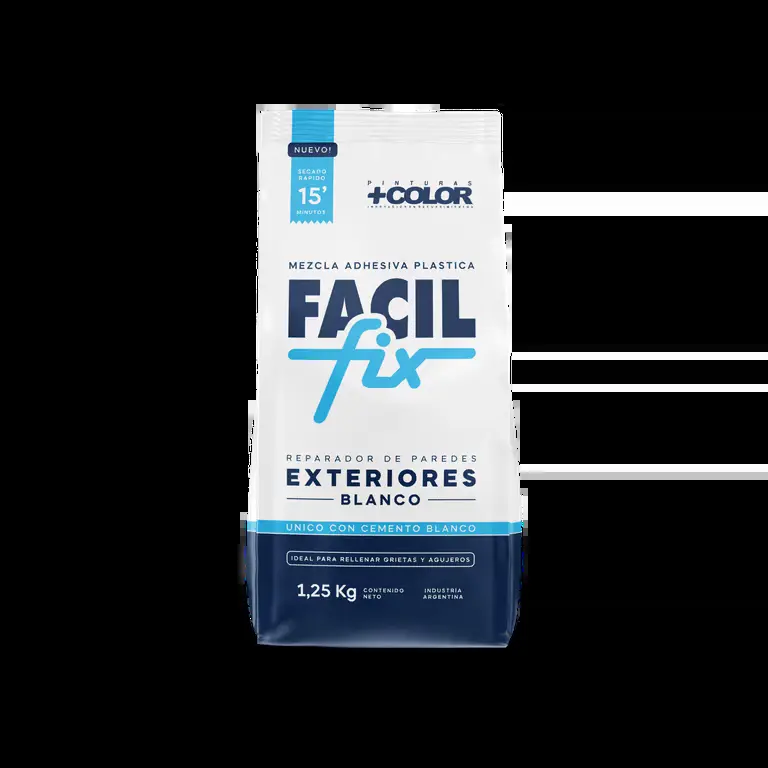 NUEVO!
SECADO
RÁPIDO
15'
MINUTOS
PINTURAS
+COLOR
MEZCLA ADHESIVA PLASTICA
FACIL
fix
REPARADOR DE PAREDES
EXTERIORES
BLANCO
UNICO CON CEMENTO BLANCO
IDEAL PARA RELLENAR GRIETAS Y AGUJEROS
1,25 Kg
CONTENIDO
NETO
INDUSTRIA
ARGENTINA